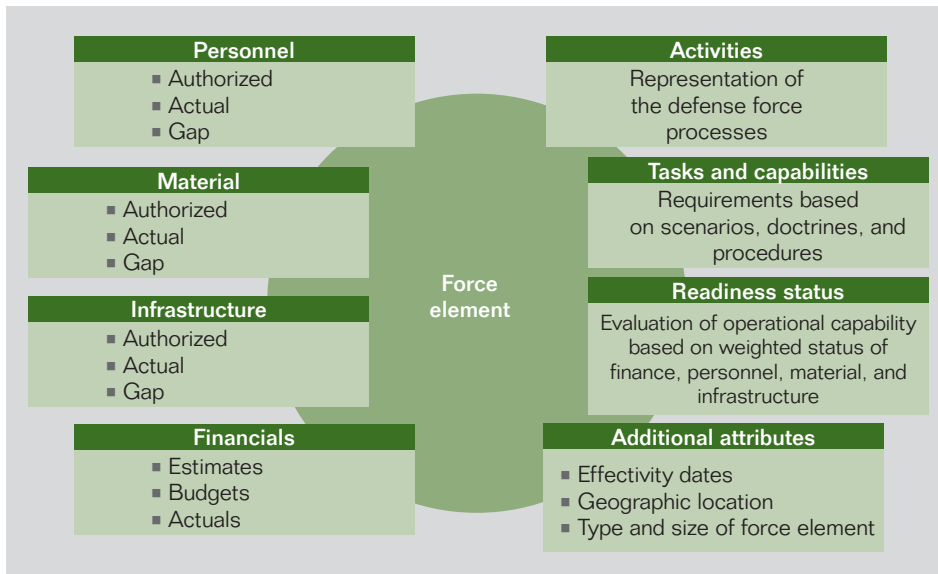 Personnel
▪ Authorized
▪ Actual
▪ Gap
Material
▪ Authorized
▪ Actual
▪ Gap
Infrastructure
▪ Authorized
▪ Actual
▪ Gap
Financials
▪ Estimates
▪ Budgets
▪ Actuals
Force
element
Activities
Representation of
the defense force
processes
Tasks and capabilities
Requirements based
on scenarios, doctrines, and
procedures
Readiness status
Evaluation of operational capability
based on weighted status of
finance, personnel, material, and
infrastructure
Additional attributes
▪ Effectivity dates
▪ Geographic location
▪ Type and size of force element